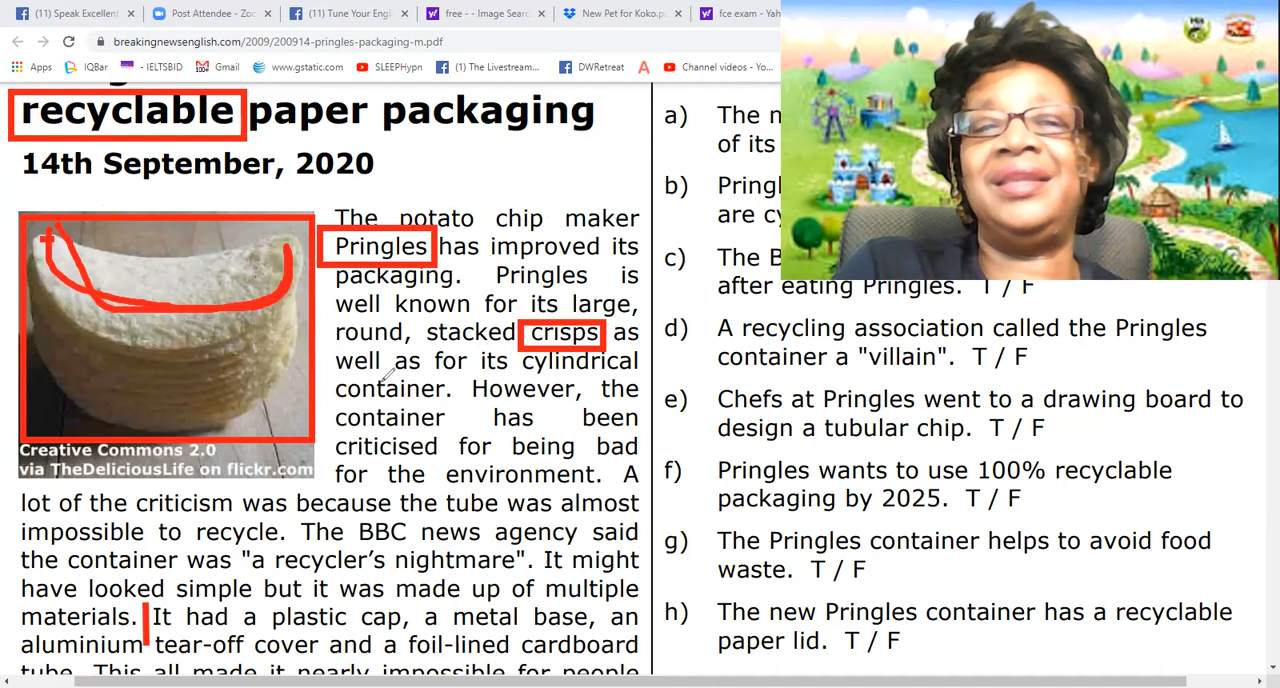 (11) Speak Excellent
Post Attendee - Zoo
(11) Tune Your Engl
free - - Image Searc
New Pet for Koko.p
fce exam - Yah
breakingnewsenglish.com/2009/200914-pringles-packaging-m.pdf
Apps
IQBar
- IELTSBID
Gmail
www.gstatic.com
SLEEPHypn
(1) The Livestream...
DWRetreat
Channel videos - Yo...
recyclable paper packaging
14th September, 2020
The potato chip maker
Pringles has improved its
packaging. Pringles is
well known for its large,
round, stacked crisps as
well as for its cylindrical
container. However, the
container has been
criticised for being bad
for the environment. A
Creative Commons 2.0
via TheDeliciousLife on flickr.com
lot of the criticism was because the tube was almost
impossible to recycle. The BBC news agency said
the container was "a recycler's nightmare". It might
have looked simple but it was made up of multiple
materials. It had a plastic cap, a metal base, an
aluminium tear-off cover and a foil-lined cardboard
tube. This all made it nearly impossible for people
a) The n
of its
b) Pringl
are cy
c) The B
after eating Pringles. T / F
d) A recycling association called the Pringles
container a "villain". T / F
e) Chefs at Pringles went to a drawing board to
design a tubular chip. T / F
f) Pringles wants to use 100% recyclable
packaging by 2025. T / F
g) The Pringles container helps to avoid food
waste. T / F
h) The new Pringles container has a recyclable
paper lid. T / F